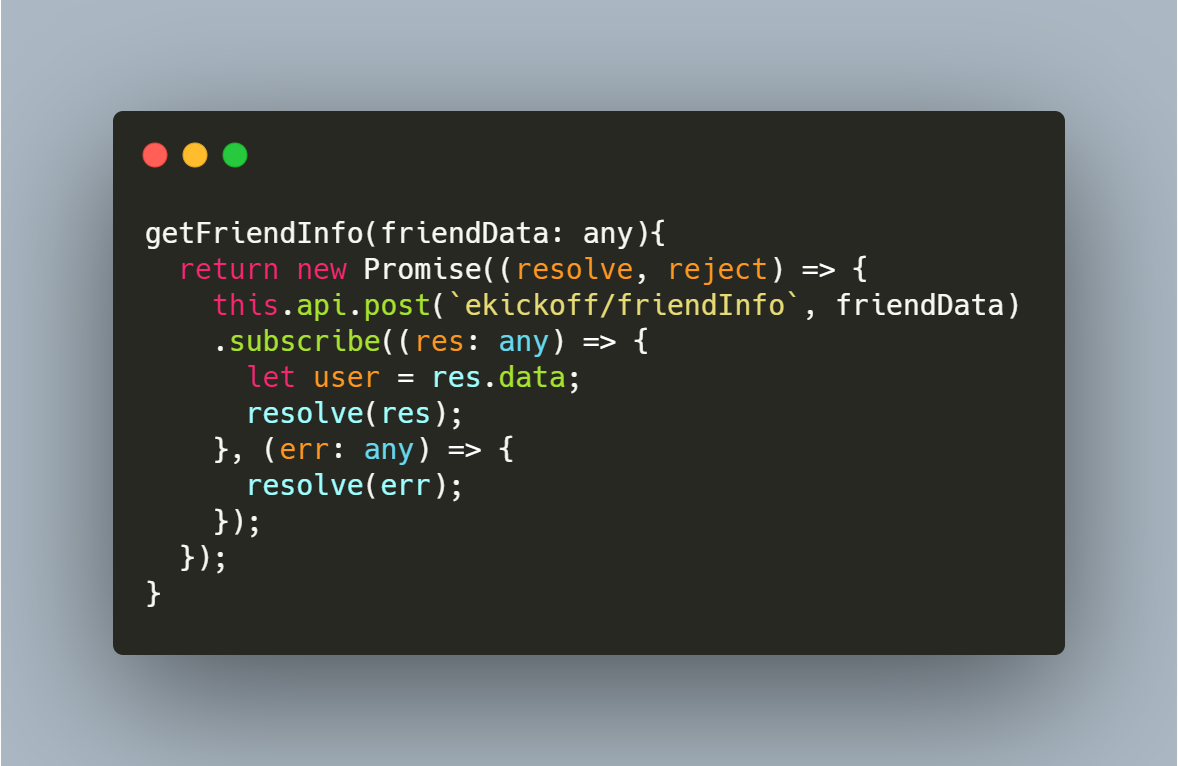 getFriendInfo(friendData: any){
  return new Promise((resolve, reject) => {
    this.api.post(`ekickoff/friendInfo`, friendData)
    .subscribe((res: any) => {
      let user = res.data;
      resolve(res);
    }, (err: any) => {
      resolve(err);
    });
  });
}